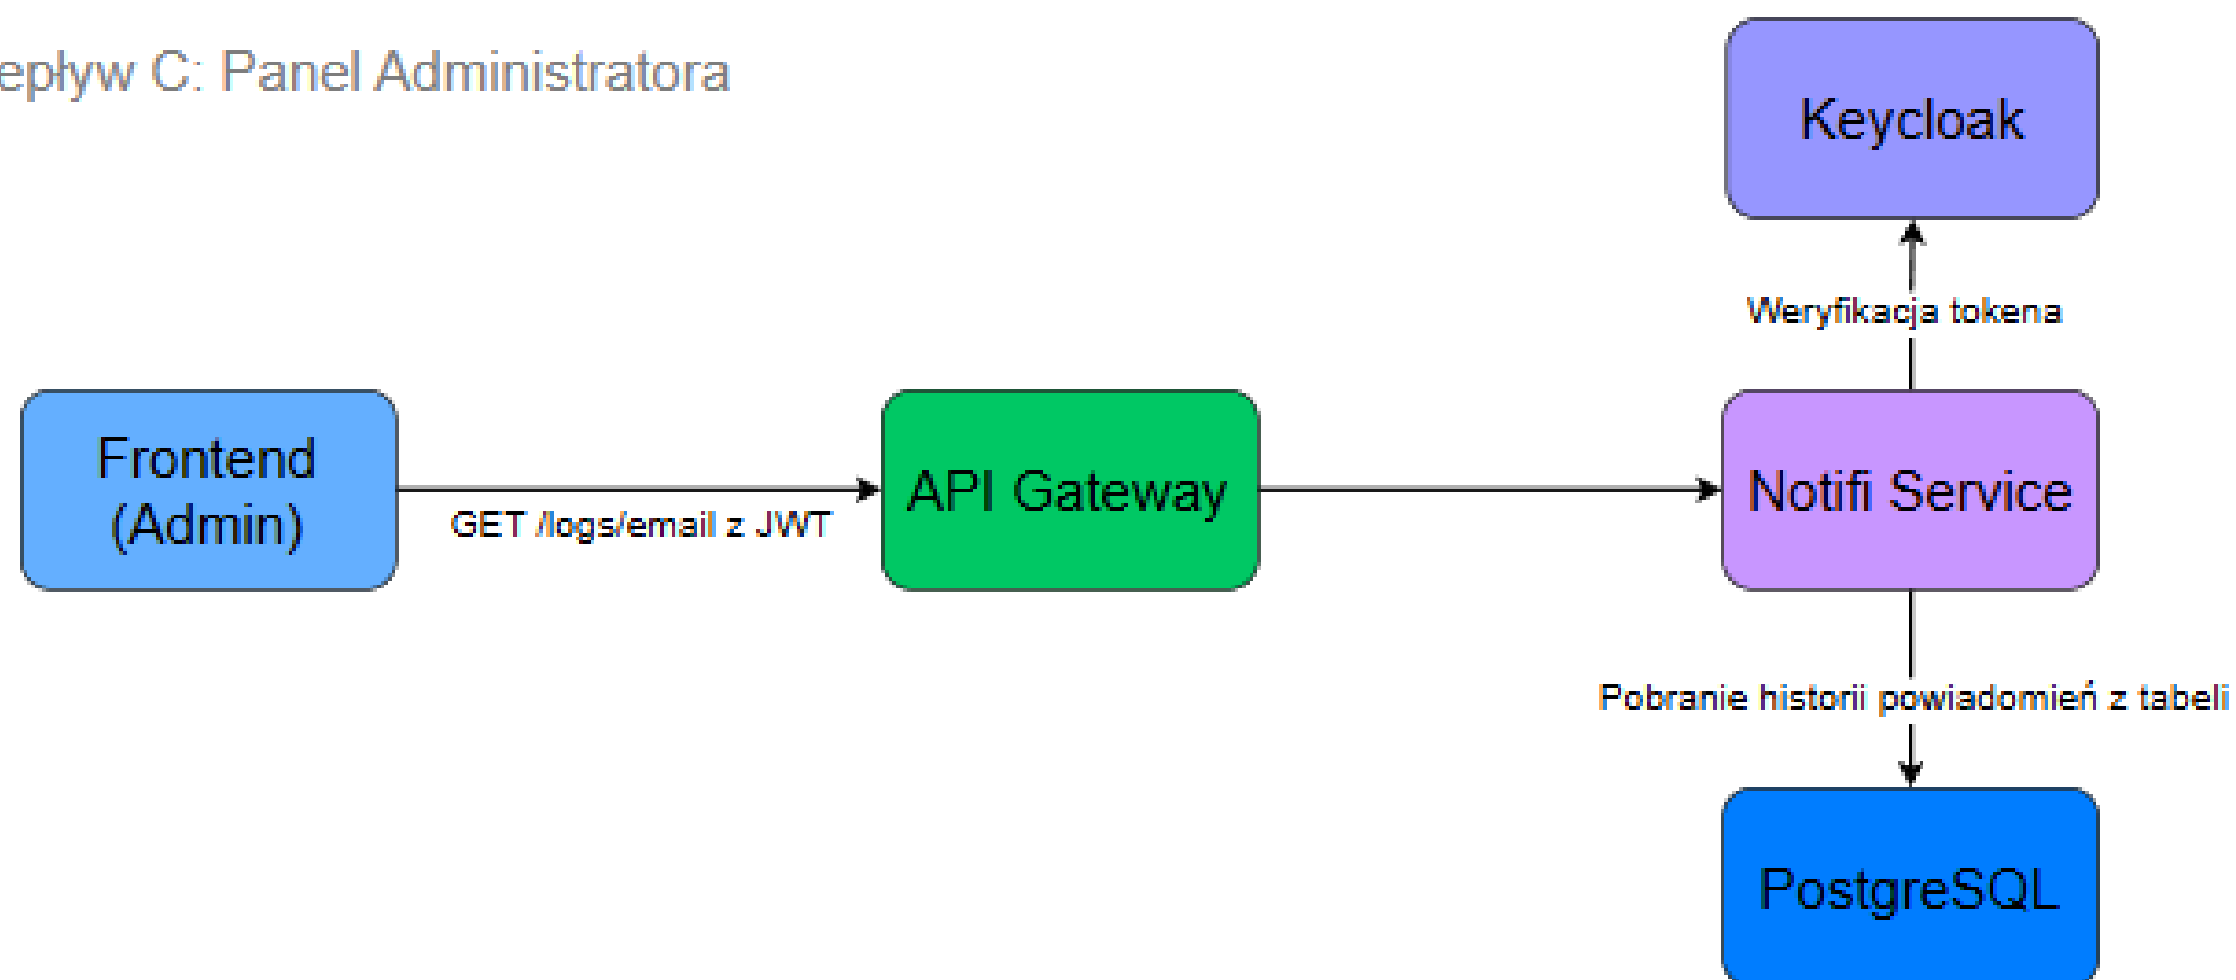 epływ C: Panel Administratora
Keycloak
Weryfikacja tokena
Frontend
(Admin)
GET /logs/email z JWT
API Gateway
Notifi Service
Pobranie historii powiadomień z tabeli
PostgreSQL